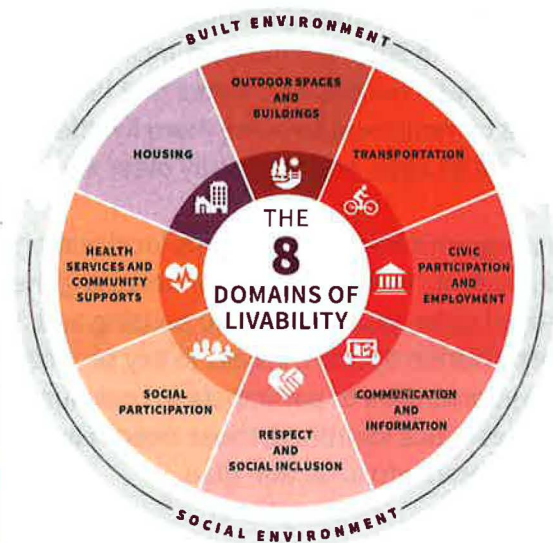 BUILT ENVIRONMENT
OUTDOOR SPACES
AND
BUILDINGS
HOUSING
TRANSPORTATION
THE
8
DOMAINS OF
LIVABILITY
HEALTH
SERVICES AND
COMMUNITY
SUPPORTS
CIVIC
PARTICIPATION
AND
EMPLOYMENT
SOCIAL
PARTICIPATION
COMMUNICATION
AND
INFORMATION
RESPECT
AND
SOCIAL INCLUSION
SOCIAL ENVIRONMENT